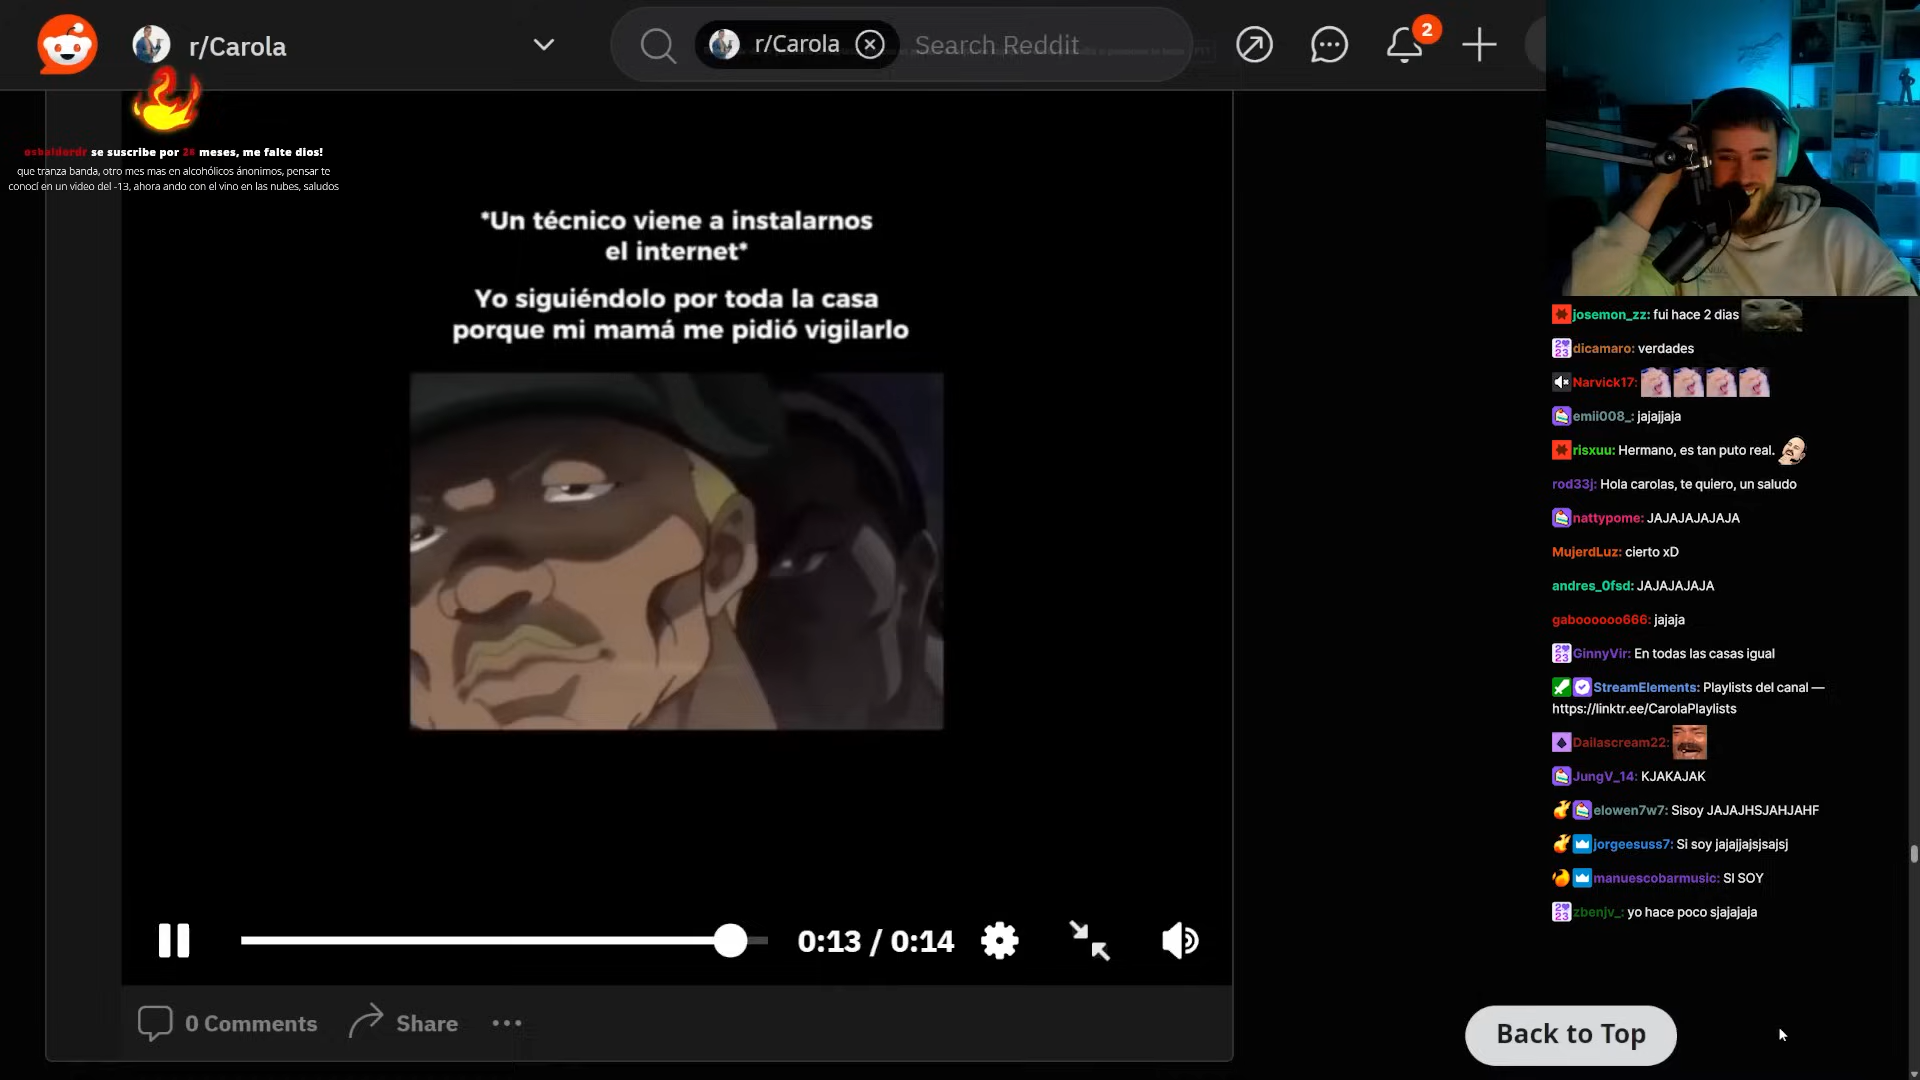 r/Carola
r/Carola
Search Reddit
2
osbaldordr se suscribe por 26 meses, me falte dios!
que tranza banda, otro mes mas en alcohólicos ánonimos, pensar te
conocí en un video del -13, ahora ando con el vino en las nubes, saludos
*Un técnico viene a instalarnos
el internet*
Yo siguiéndolo por toda la casa
porque mi mamá me pidió vigilarlo
0:13 / 0:14
0 Comments
Share
Back to Top
josemon_zz: fui hace 2 dias
dicamaro: verdades
Narvick17:
emii008_: jajajjaja
risxuu: Hermano, es tan puto real.
rod33j: Hola carolas, te quiero, un saludo
nattypome: JAJAJAJAJAJA
MujerdLuz: cierto xD
andres_0fsd: JAJAJAJAJA
gaboooooo666: jajaja
GinnyVir: En todas las casas igual
StreamElements: Playlists del canal —
https://linktr.ee/CarolaPlaylists
Dailascream22:
JungV_14: KJAKAJAK
elowen7w7: Sisoy JAJAJHSJAHJAHF
jorgeesuss7: Si soy jajajjajsjsajsj
manuescobarmusic: SI SOY
zbenjv_: yo hace poco sjajajaja